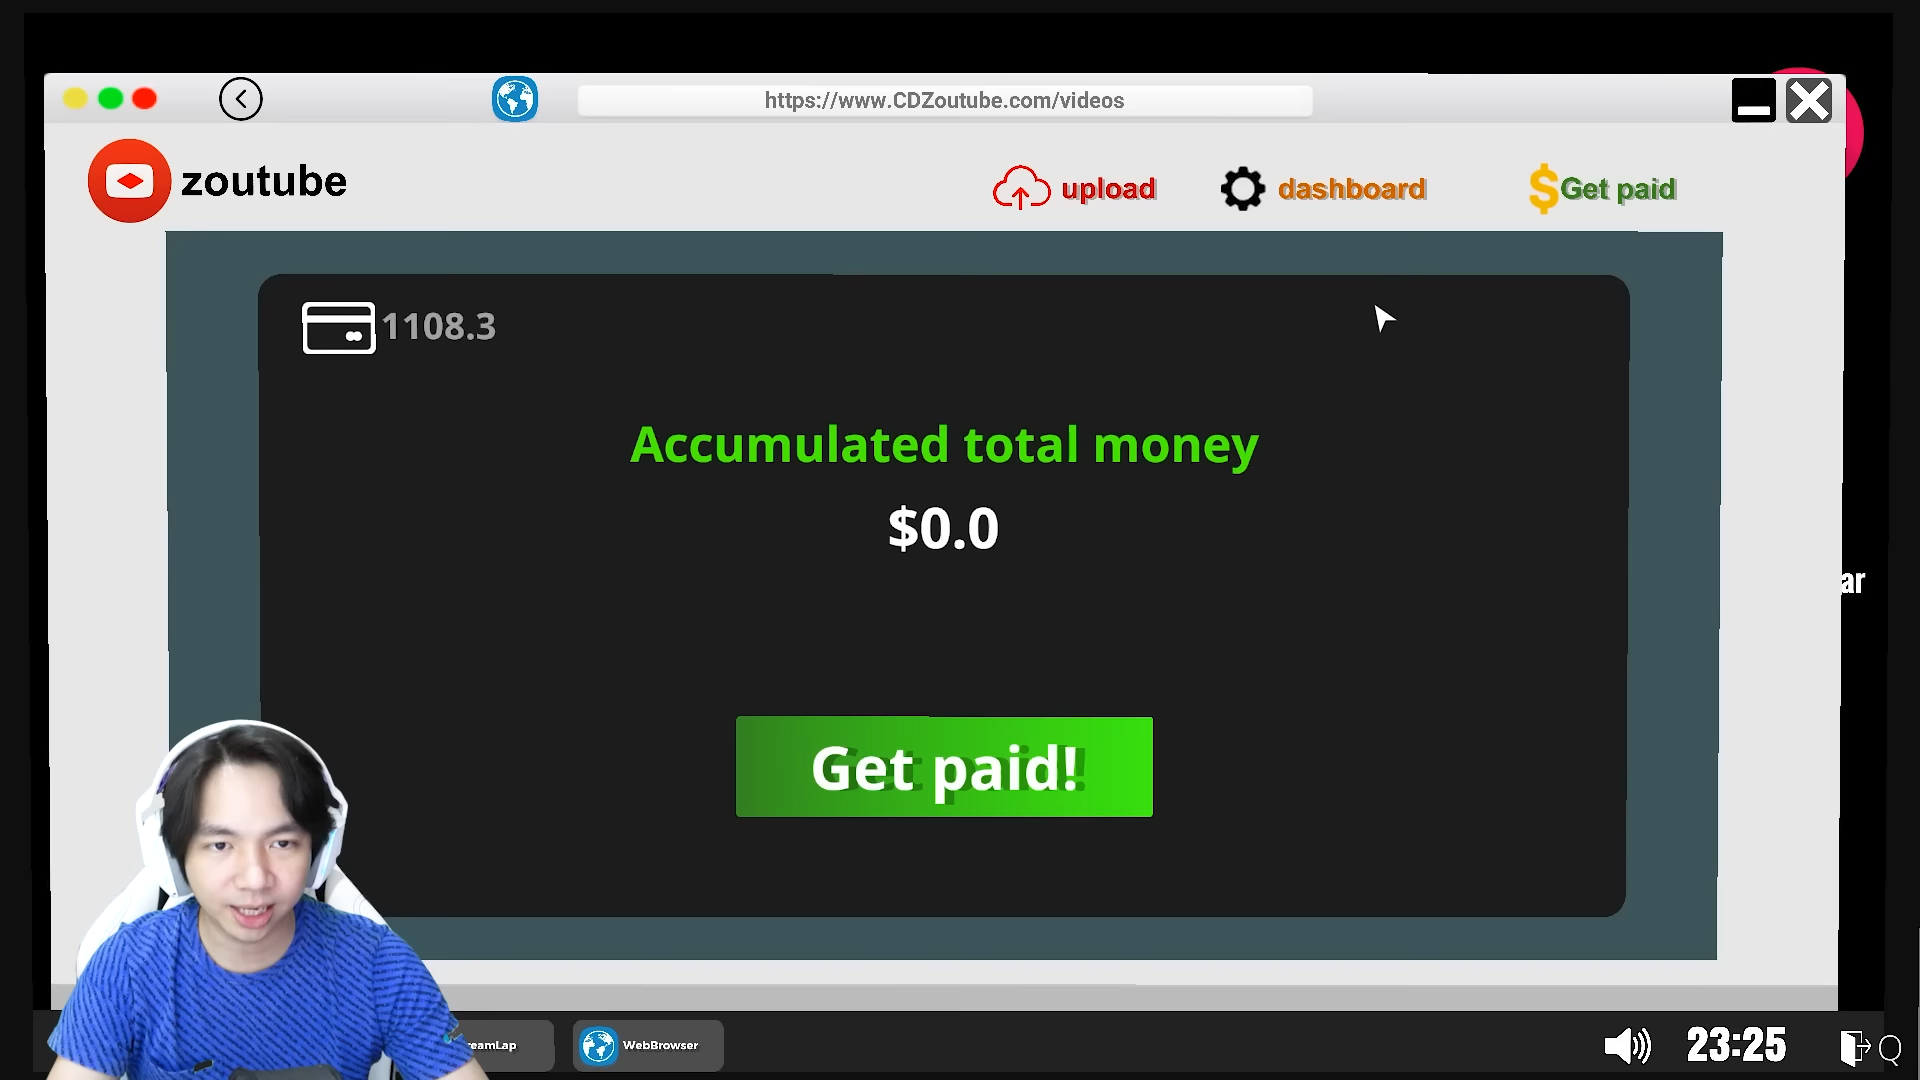 https://www.CDZoutube.com/videos
zoutube
upload
dashboard
$Get paid
1108.3
Accumulated total money
$0.0
ar
Get paid!
eamLap
WebBrowser
23:25
Q